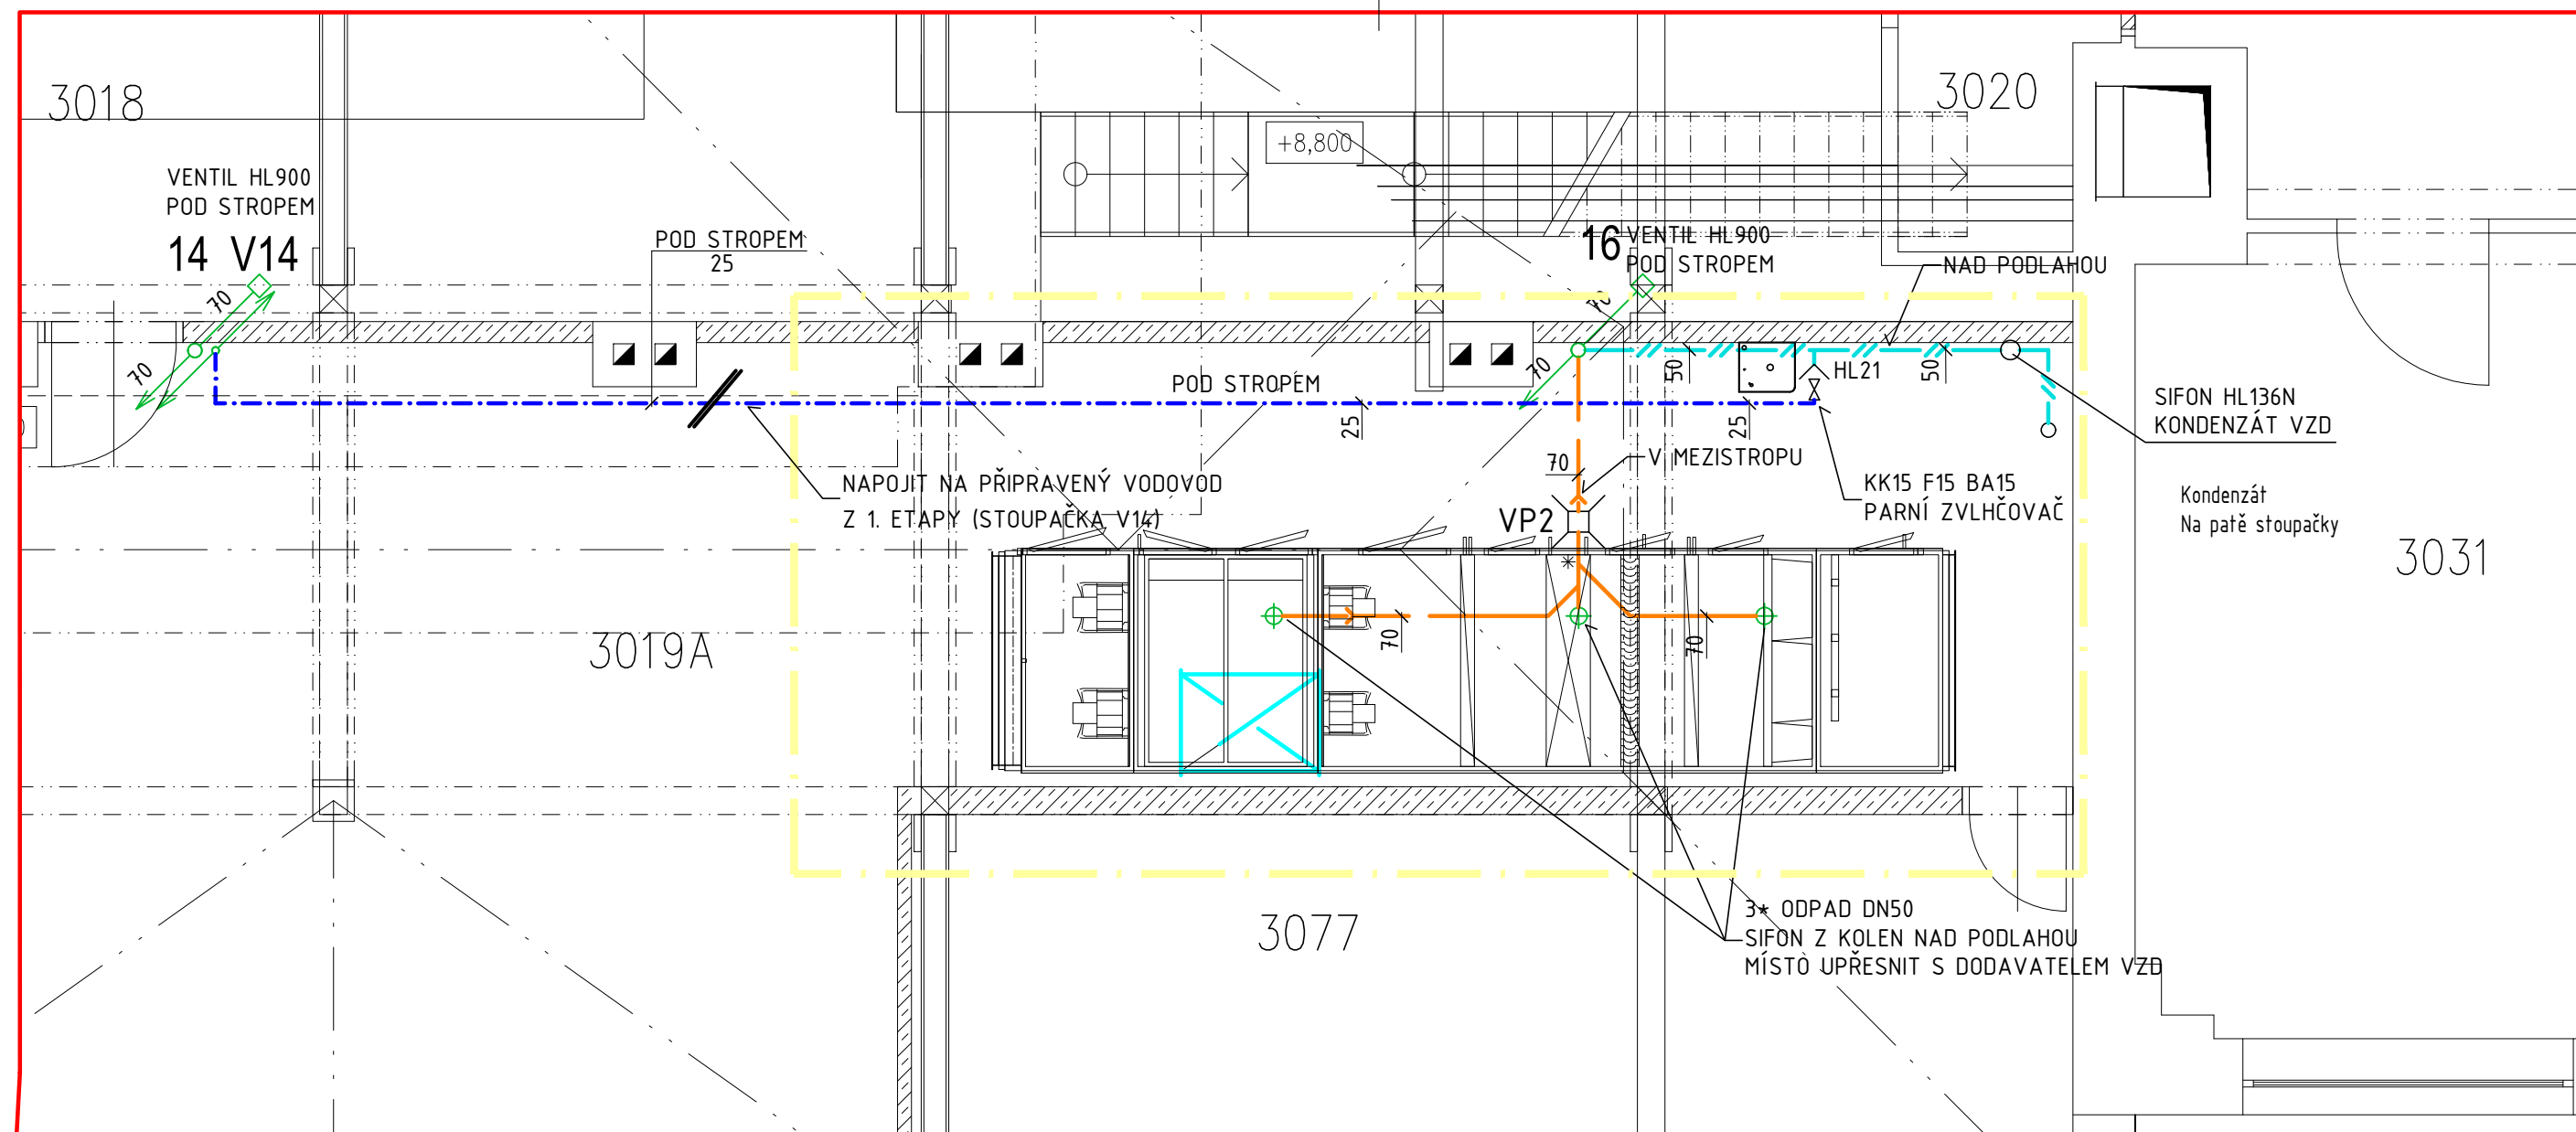 3018
3020
+8,800
VENTIL HL900
POD STROPEM
14 V14
POD STROPEM
25
16
VENTIL HL900
POD STROPEM
NAD PODLAHOU
70
70
70
70
50
HL21
50
POD STROPEM
25
25
SIFON HL136N
KONDENZÁT VZD
NAPOJIT NA PŘIPRAVENÝ VODOVOD
Z 1. ETAPY (STOUPAČKA V14)
70
V MEZISTROPU
VP2
KK15 F15 BA15
PARNÍ ZVLHČOVAČ
Kondenzát
Na patě stoupačky
3031
3019A
70
70
3077
3* ODPAD DN50
SIFON Z KOLEN NAD PODLAHOU
MÍSTO UPŘESNIT S DODAVATELEM VZD